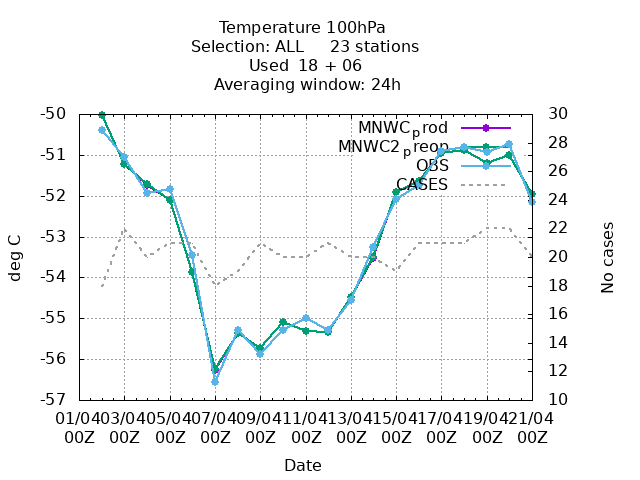 Temperature 100hPa
Selection: ALL     23 stations
Used  18 + 06
Averaging window: 24h
-50
-51
-52
-53
-54
-55
-56
-57
deg C
30
28
26
24
22
20
18
16
14
12
10
No cases
MNWCprod
MNWC2preop
OBS
CASES
01/04 03/04 05/04 07/04 09/04 11/04 13/04 15/04 17/04 19/04 21/04
00Z 00Z 00Z 00Z 00Z 00Z 00Z 00Z 00Z 00Z 00Z
Date